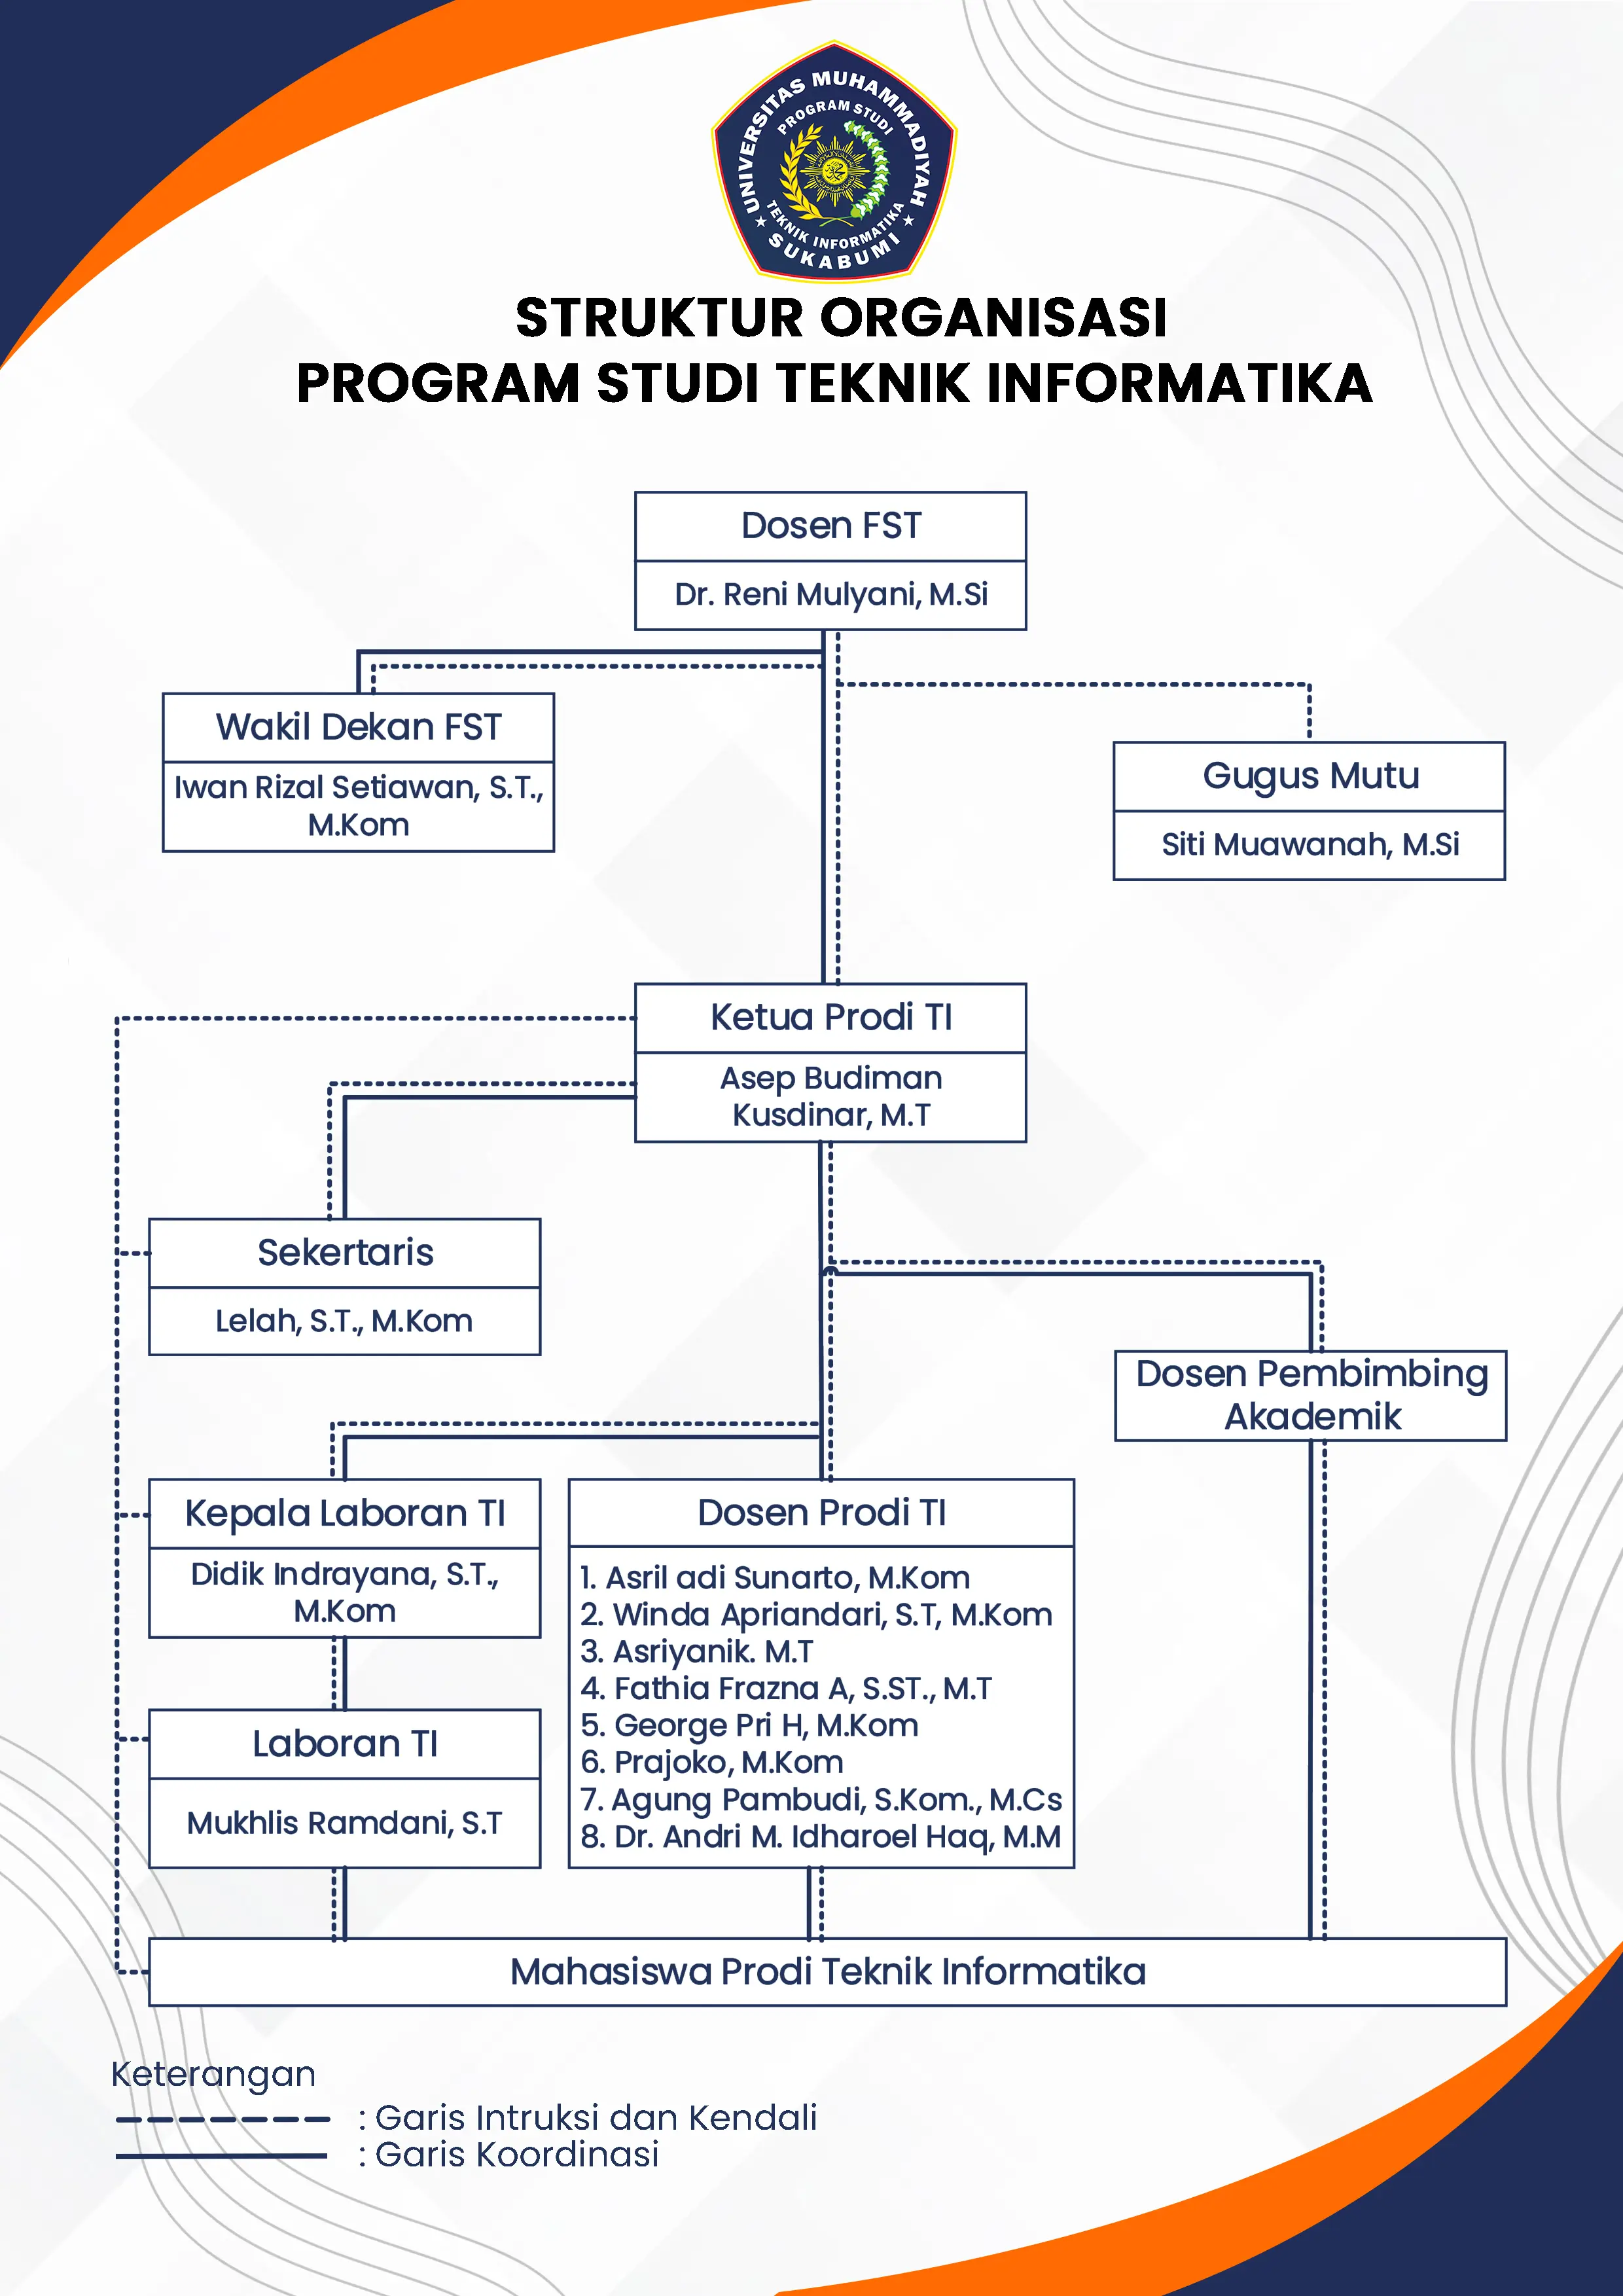 UNIVERSITAS MUHAMMADIYAH
PROGRAM STUDI
TEKNIK INFORMATIKA
SUKABUMI
STRUKTUR ORGANISASI
PROGRAM STUDI TEKNIK INFORMATIKA
Dosen FST
Dr. Reni Mulyani, M.Si
Wakil Dekan FST
Iwan Rizal Setiawan, S.T.,
M.Kom
Gugus Mutu
Siti Muawanah, M.Si
Ketua Prodi TI
Asep Budiman
Kusdinar, M.T
Sekertaris
Lelah, S.T., M.Kom
Dosen Pembimbing
Akademik
Kepala Laboran TI
Didik Indrayana, S.T.,
M.Kom
Dosen Prodi TI
1. Asril adi Sunarto, M.Kom
2. Winda Apriandari, S.T, M.Kom
3. Asriyanik. M.T
4. Fathia Frazna A, S.ST., M.T
5. George Pri H, M.Kom
6. Prajoko, M.Kom
7. Agung Pambudi, S.Kom., M.Cs
8. Dr. Andri M. Idharoel Haq, M.M
Laboran TI
Mukhlis Ramdani, S.T
Mahasiswa Prodi Teknik Informatika
Keterangan
: Garis Intruksi dan Kendali
: Garis Koordinasi